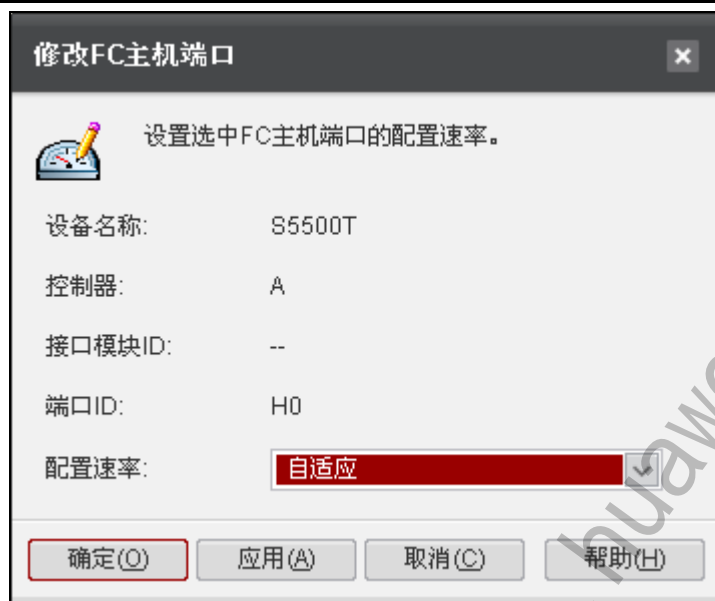 修改FC主机端口
设置选中FC主机端口的配置速率。
设备名称: S5500T
控制器: A
接口模块ID: --
端口ID: H0
配置速率: 自适应
确定(O) 应用(A) 取消(C) 帮助(H)
huawe